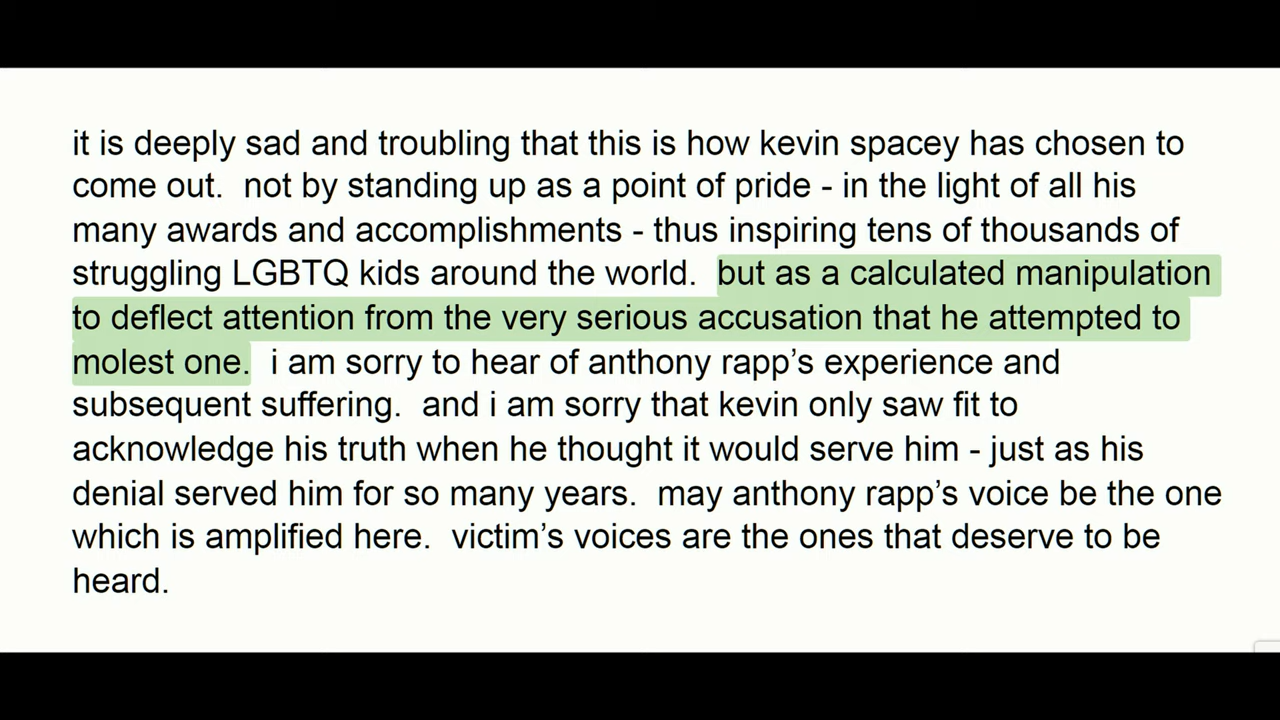 it is deeply sad and troubling that this is how kevin spacey has chosen to
come out.  not by standing up as a point of pride - in the light of all his
many awards and accomplishments - thus inspiring tens of thousands of
struggling LGBTQ kids around the world.  but as a calculated manipulation
to deflect attention from the very serious accusation that he attempted to
molest one.  i am sorry to hear of anthony rapp’s experience and
subsequent suffering.  and i am sorry that kevin only saw fit to
acknowledge his truth when he thought it would serve him - just as his
denial served him for so many years.  may anthony rapp’s voice be the one
which is amplified here.  victim’s voices are the ones that deserve to be
heard.